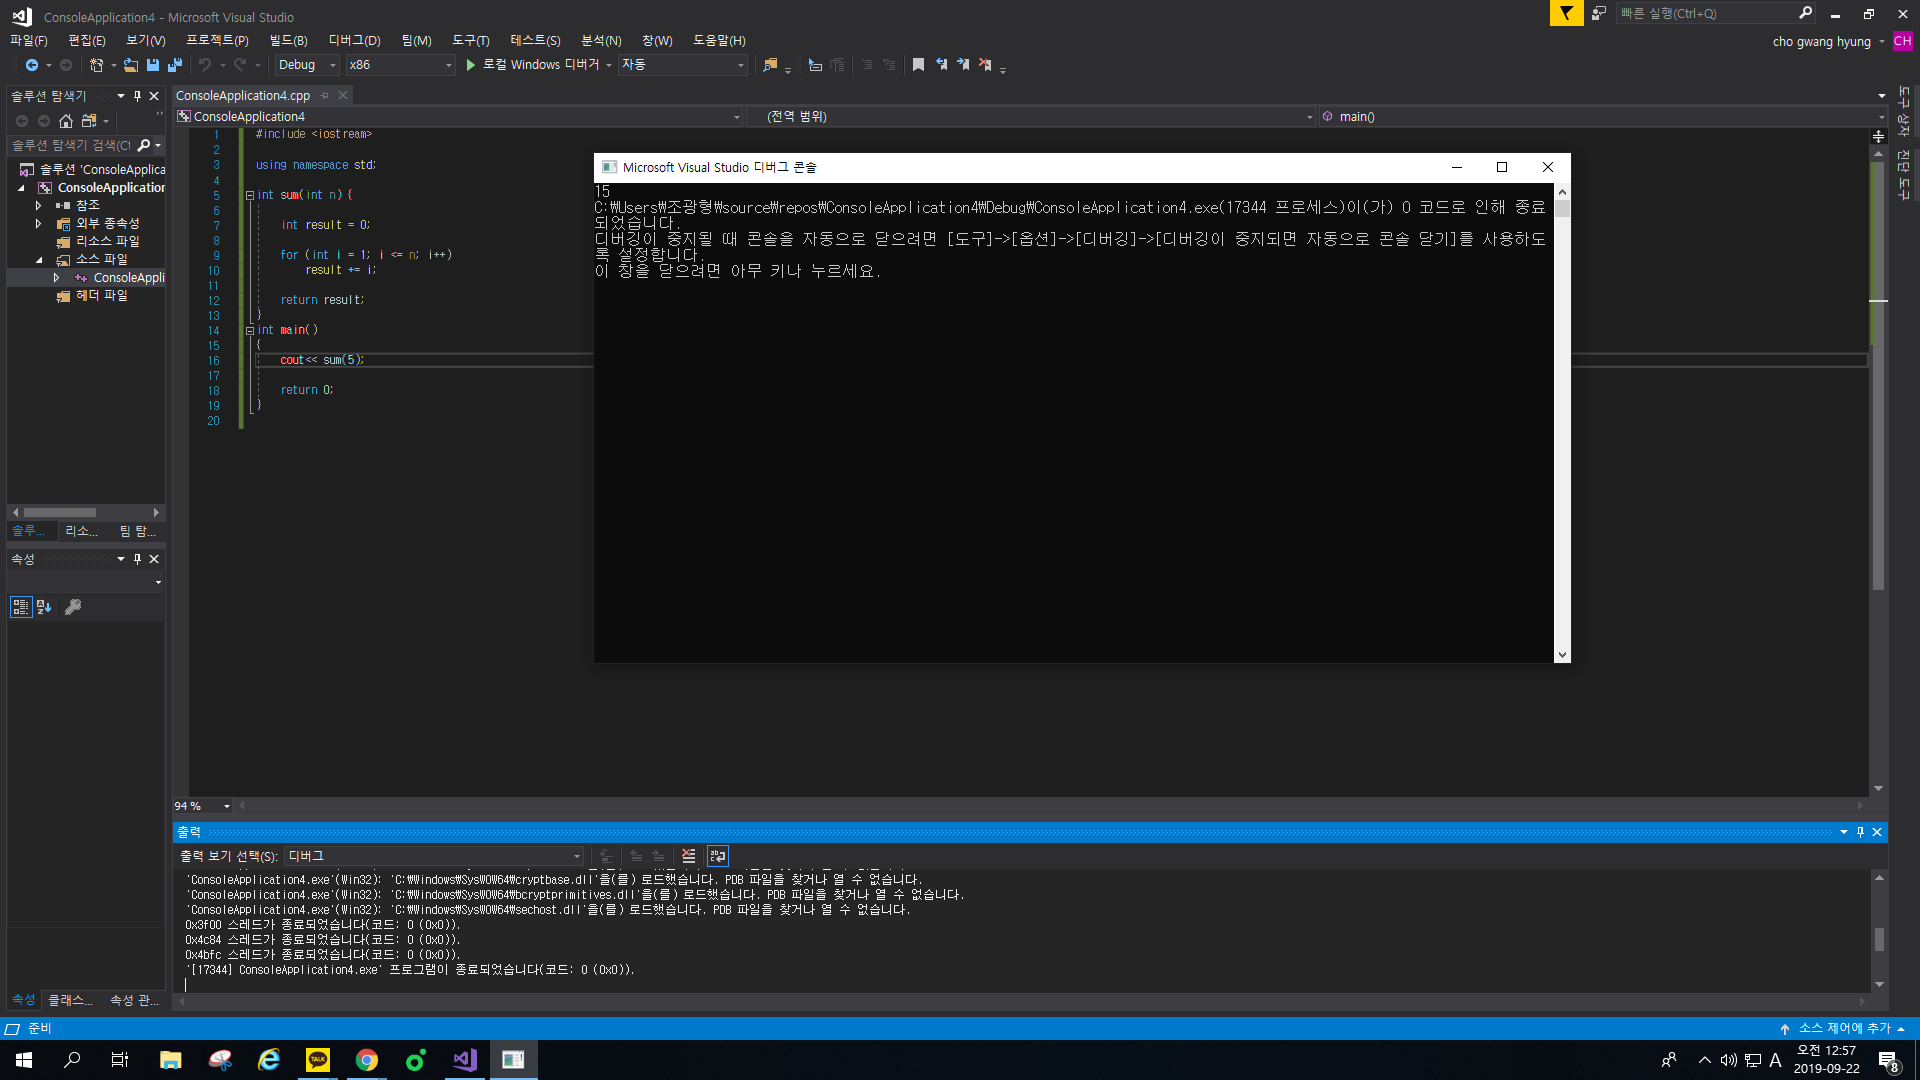 ConsoleApplication4 - Microsoft Visual Studio
빠른 실행(Ctrl+Q)
파일(F) 편집(E) 보기(V) 프로젝트(P) 빌드(B) 디버그(D) 팀(M) 도구(T) 테스트(S) 분석(N) 창(W) 도움말(H)
cho gwang hyung CH
Debug x86 로컬 Windows 디버거 자동
솔루션 탐색기
솔루션 탐색기 검색(Ct
솔루션 'ConsoleApplica
ConsoleApplication
참조
외부 종속성
리소스 파일
소스 파일
ConsoleAppli
헤더 파일
솔루... 리소... 팀 탐...
속성
속성 클래스... 속성 관...
ConsoleApplication4.cpp
ConsoleApplication4 (전역 범위) main()
1 #include <iostream>
2
3 using namespace std;
4
5 int sum(int n) {
6
7 int result = 0;
8
9 for (int i = 1; i <= n; i++)
10 result += i;
11
12 return result;
13 }
14 int main()
15 {
16 cout<< sum(5);
17
18 return 0;
19 }
20
Microsoft Visual Studio 디버그 콘솔
15
C:₩Users₩조광형₩source₩repos₩ConsoleApplication4₩Debug₩ConsoleApplication4.exe(17344 프로세스)이(가) 0 코드로 인해 종료
되었습니다.
디버깅이 중지될 때 콘솔을 자동으로 닫으려면 [도구]->[옵션]->[디버깅]->[디버깅이 중지되면 자동으로 콘솔 닫기]를 사용하도
록 설정합니다.
이 창을 닫으려면 아무 키나 누르세요.
도구 상자
진단 도구
94 %
출력
출력 보기 선택(S): 디버그
'ConsoleApplication4.exe'(Win32): 'C:₩Windows₩SysWOW64₩cryptbase.dll'을(를) 로드했습니다. PDB 파일을 찾거나 열 수 없습니다.
'ConsoleApplication4.exe'(Win32): 'C:₩Windows₩SysWOW64₩bcryptprimitives.dll'을(를) 로드했습니다. PDB 파일을 찾거나 열 수 없습니다.
'ConsoleApplication4.exe'(Win32): 'C:₩Windows₩SysWOW64₩sechost.dll'을(를) 로드했습니다. PDB 파일을 찾거나 열 수 없습니다.
0x3f00 스레드가 종료되었습니다(코드: 0 (0x0)).
0x4c84 스레드가 종료되었습니다(코드: 0 (0x0)).
0x4bfc 스레드가 종료되었습니다(코드: 0 (0x0)).
'[17344] ConsoleApplication4.exe' 프로그램이 종료되었습니다(코드: 0 (0x0)).
준비
소스 제어에 추가
TALK
A
오전 12:57
2019-09-22
8